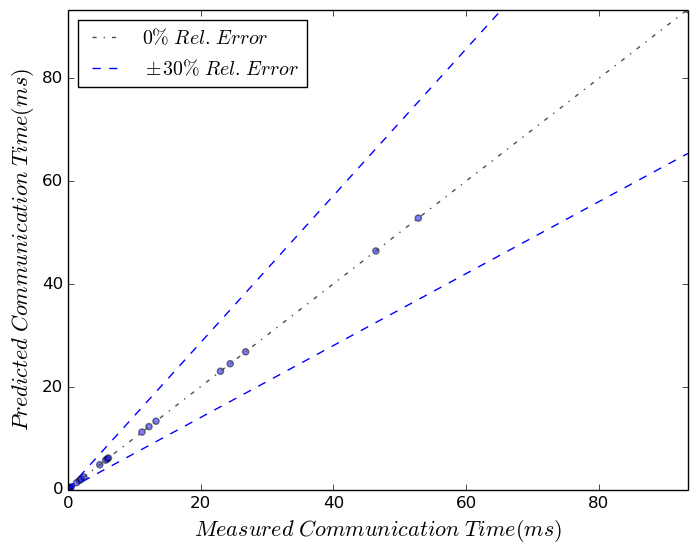 0% Rel. Error
±30% Rel. Error
Predicted Communication Time(ms)
80
60
40
20
0
0 20 40 60 80
Measured Communication Time(ms)